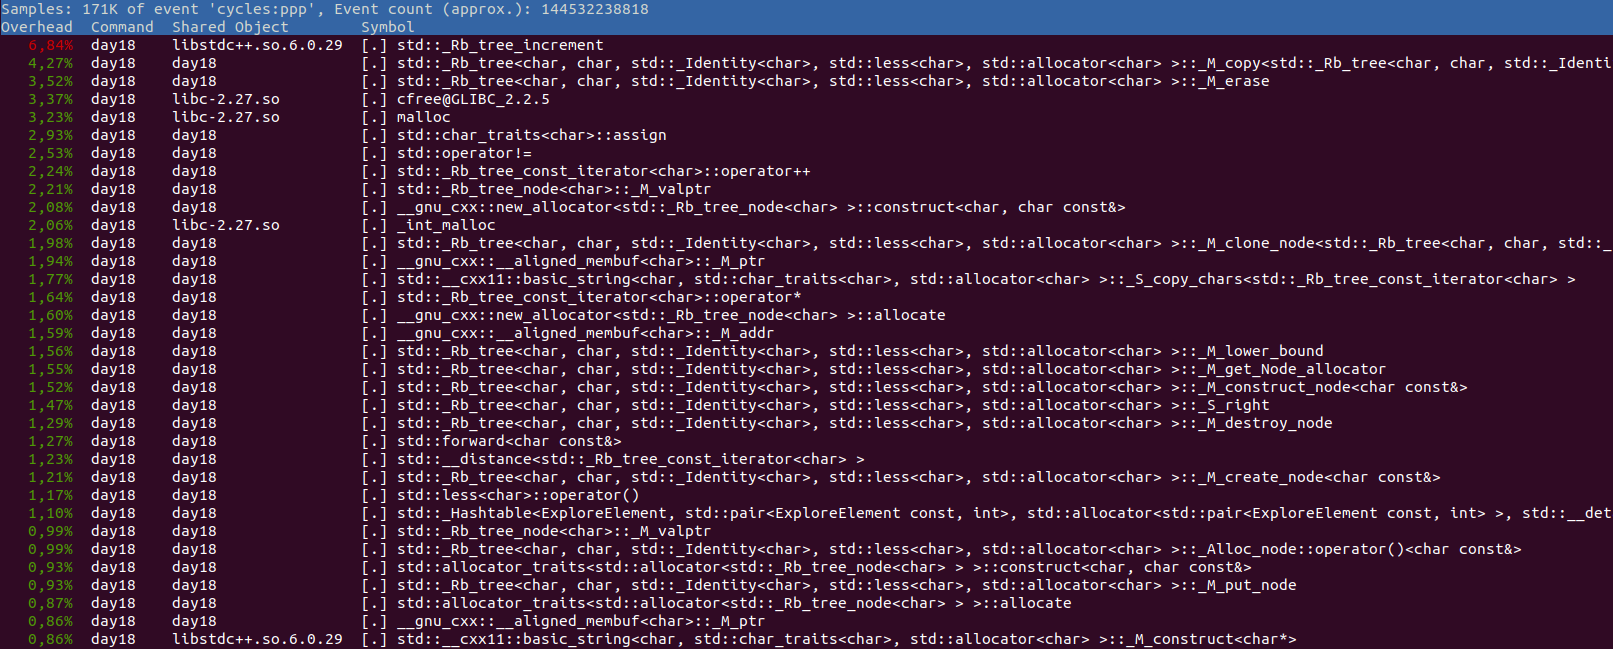 Samples: 171K of event 'cycles:ppp', Event count (approx.): 144532238818
Overhead  Command  Shared Object        Symbol
6,84%  day18    libstdc++.so.6.0.29  [.] std::_Rb_tree_increment
4,27%  day18    day18                [.] std::_Rb_tree<char, char, std::_Identity<char>, std::less<char>, std::allocator<char> >::_M_copy<std::_Rb_tree<char, char, std::_Identi
3,52%  day18    day18                [.] std::_Rb_tree<char, char, std::_Identity<char>, std::less<char>, std::allocator<char> >::_M_erase
3,37%  day18    libc-2.27.so         [.] cfree@GLIBC_2.2.5
3,23%  day18    libc-2.27.so         [.] malloc
2,93%  day18    day18                [.] std::char_traits<char>::assign
2,53%  day18    day18                [.] std::operator!=
2,24%  day18    day18                [.] std::_Rb_tree_const_iterator<char>::operator++
2,21%  day18    day18                [.] std::_Rb_tree_node<char>::_M_valptr
2,08%  day18    day18                [.] __gnu_cxx::new_allocator<std::_Rb_tree_node<char> >::construct<char, char const&>
2,06%  day18    libc-2.27.so         [.] _int_malloc
1,98%  day18    day18                [.] std::_Rb_tree<char, char, std::_Identity<char>, std::less<char>, std::allocator<char> >::_M_clone_node<std::_Rb_tree<char, char, std::_
1,94%  day18    day18                [.] __gnu_cxx::__aligned_membuf<char>::_M_ptr
1,77%  day18    day18                [.] std::__cxx11::basic_string<char, std::char_traits<char>, std::allocator<char> >::_S_copy_chars<std::_Rb_tree_const_iterator<char> >
1,64%  day18    day18                [.] std::_Rb_tree_const_iterator<char>::operator*
1,60%  day18    day18                [.] __gnu_cxx::new_allocator<std::_Rb_tree_node<char> >::allocate
1,59%  day18    day18                [.] __gnu_cxx::__aligned_membuf<char>::_M_addr
1,56%  day18    day18                [.] std::_Rb_tree<char, char, std::_Identity<char>, std::less<char>, std::allocator<char> >::_M_lower_bound
1,55%  day18    day18                [.] std::_Rb_tree<char, char, std::_Identity<char>, std::less<char>, std::allocator<char> >::_M_get_Node_allocator
1,52%  day18    day18                [.] std::_Rb_tree<char, char, std::_Identity<char>, std::less<char>, std::allocator<char> >::_M_construct_node<char const&>
1,47%  day18    day18                [.] std::_Rb_tree<char, char, std::_Identity<char>, std::less<char>, std::allocator<char> >::_S_right
1,29%  day18    day18                [.] std::_Rb_tree<char, char, std::_Identity<char>, std::less<char>, std::allocator<char> >::_M_destroy_node
1,27%  day18    day18                [.] std::forward<char const&>
1,23%  day18    day18                [.] std::__distance<std::_Rb_tree_const_iterator<char> >
1,21%  day18    day18                [.] std::_Rb_tree<char, char, std::_Identity<char>, std::less<char>, std::allocator<char> >::_M_create_node<char const&>
1,17%  day18    day18                [.] std::less<char>::operator()
1,10%  day18    day18                [.] std::_Hashtable<ExploreElement, std::pair<ExploreElement const, int>, std::allocator<std::pair<ExploreElement const, int> >, std::__det
0,99%  day18    day18                [.] std::_Rb_tree_node<char>::_M_valptr
0,99%  day18    day18                [.] std::_Rb_tree<char, char, std::_Identity<char>, std::less<char>, std::allocator<char> >::_Alloc_node::operator()<char const&>
0,93%  day18    day18                [.] std::allocator_traits<std::allocator<std::_Rb_tree_node<char> > >::construct<char, char const&>
0,93%  day18    day18                [.] std::_Rb_tree<char, char, std::_Identity<char>, std::less<char>, std::allocator<char> >::_M_put_node
0,87%  day18    day18                [.] std::allocator_traits<std::allocator<std::_Rb_tree_node<char> > >::allocate
0,86%  day18    day18                [.] __gnu_cxx::__aligned_membuf<char>::_M_ptr
0,86%  day18    libstdc++.so.6.0.29  [.] std::__cxx11::basic_string<char, std::char_traits<char>, std::allocator<char> >::_M_construct<char*>